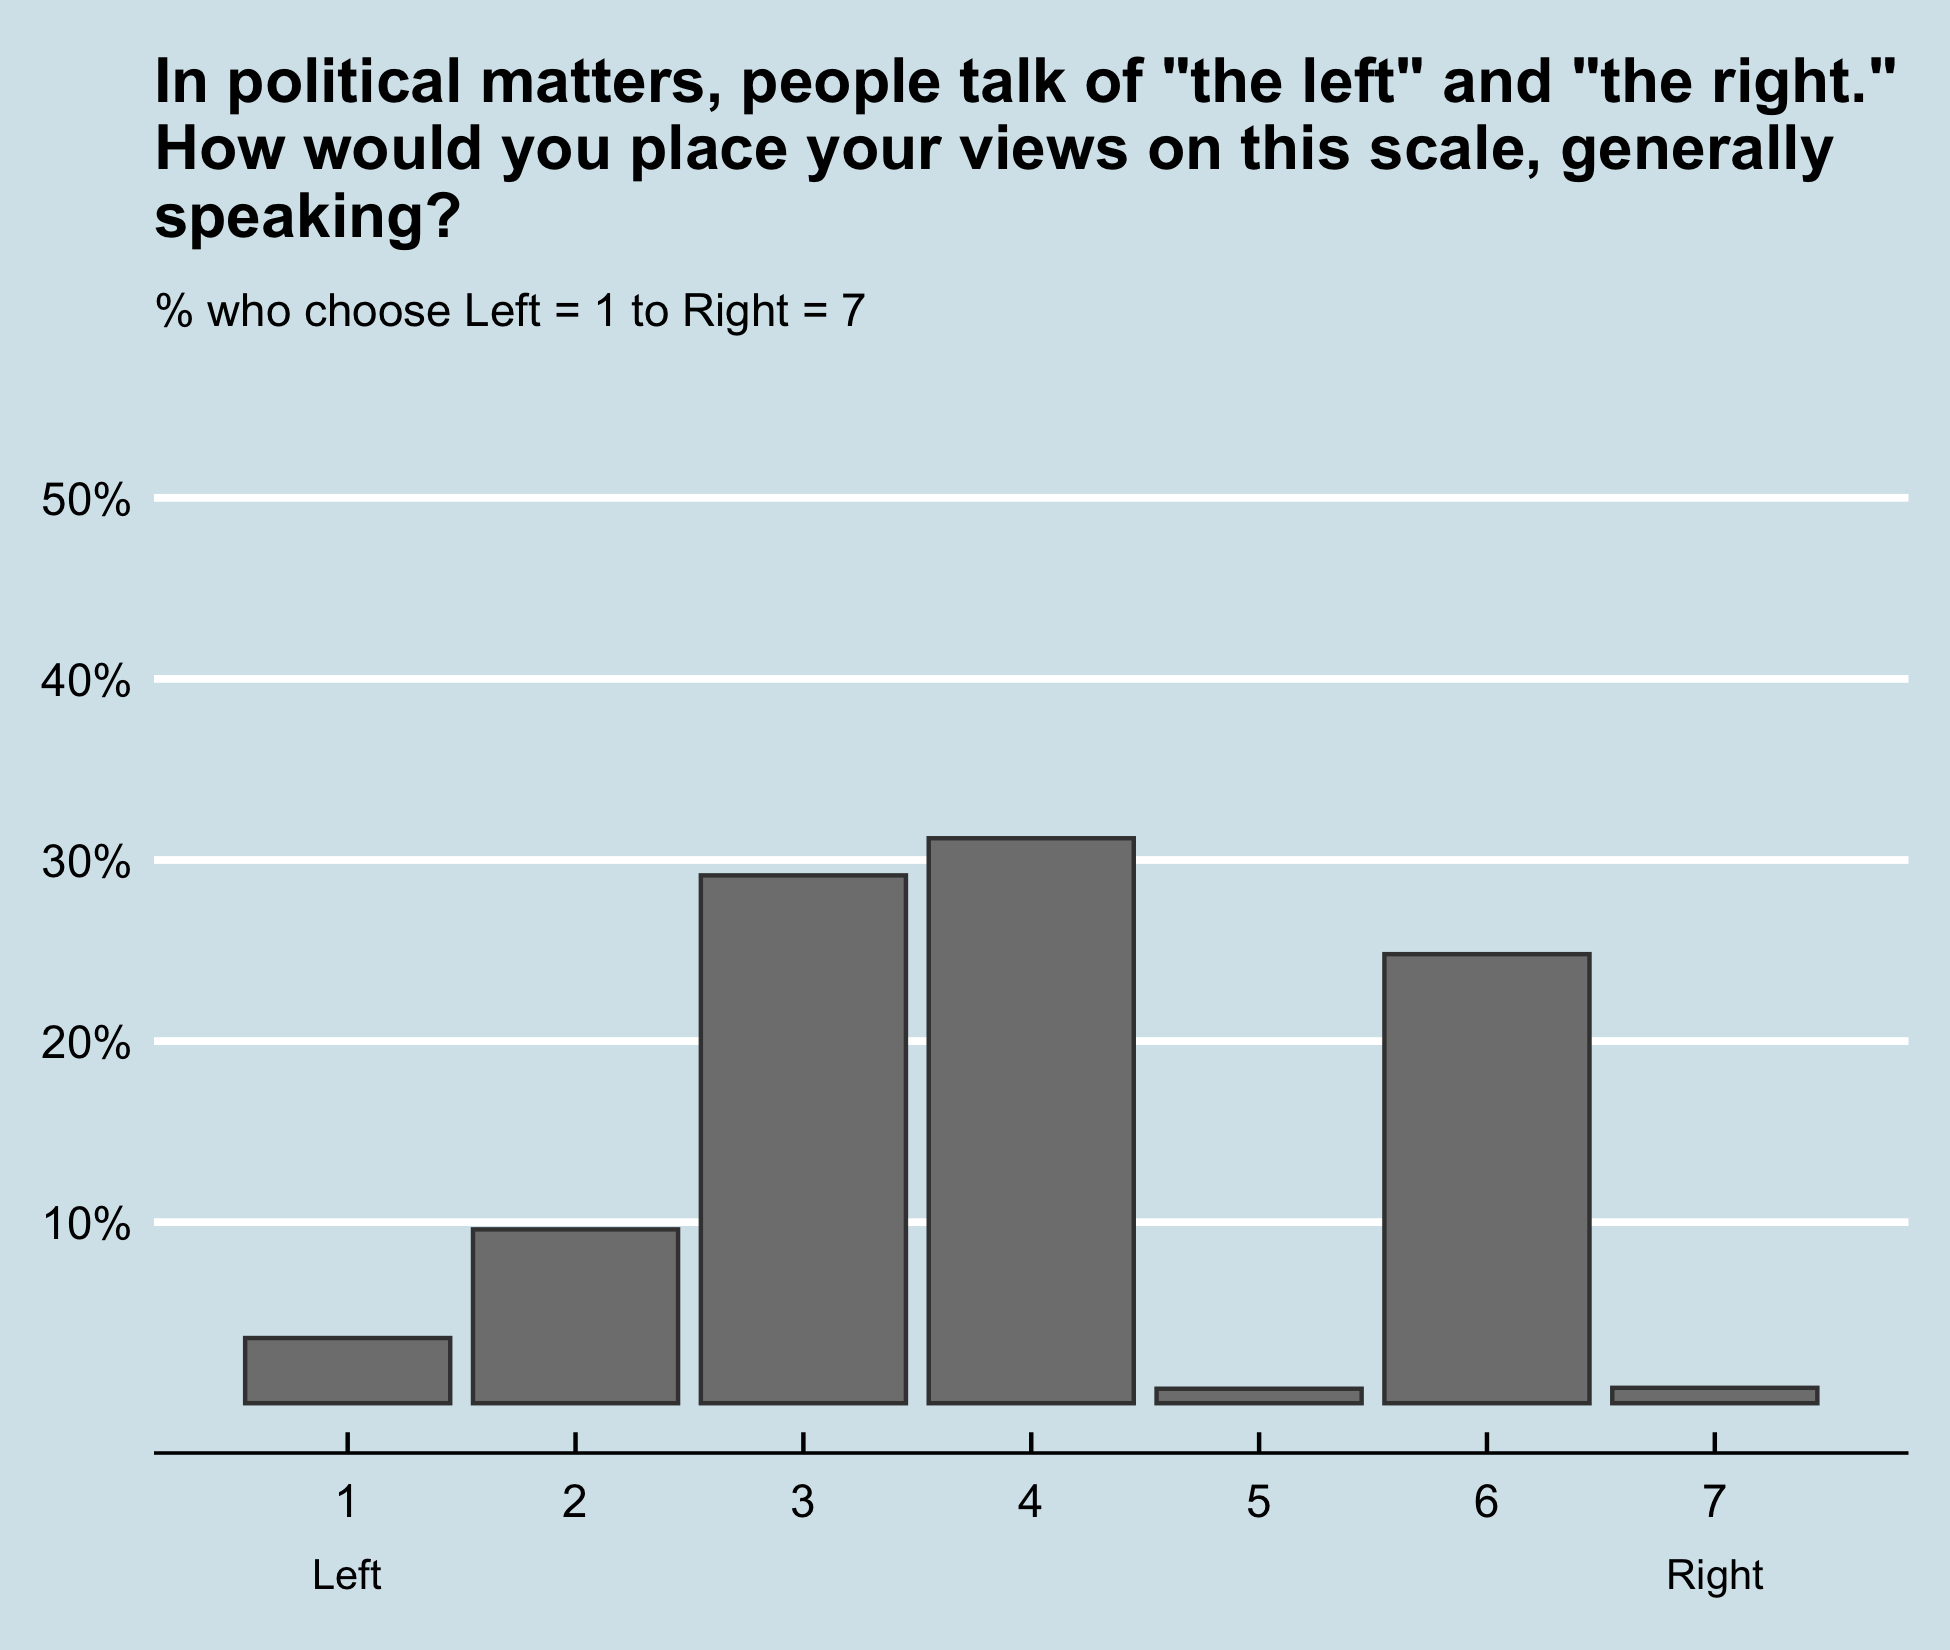 In political matters, people talk of "the left" and "the right."
How would you place your views on this scale, generally
speaking?
% who choose Left = 1 to Right = 7
50%
40%
30%
20%
10%
1 2 3 4 5 6 7
Left Right